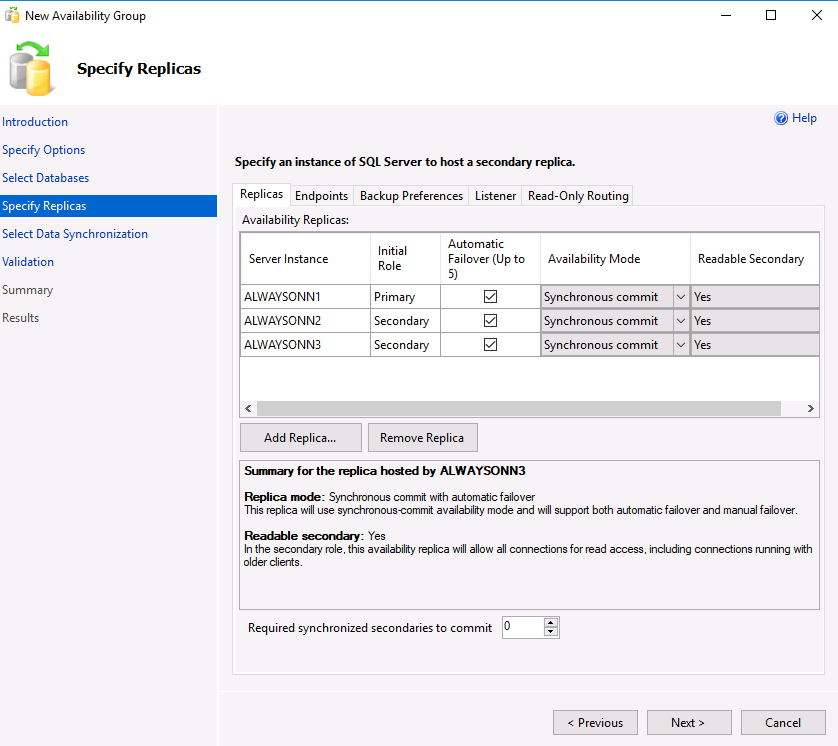 New Availability Group
Specify Replicas
Introduction
Specify Options
Select Databases
Specify Replicas
Select Data Synchronization
Validation
Summary
Results
Help
Specify an instance of SQL Server to host a secondary replica.
Replicas Endpoints Backup Preferences Listener Read-Only Routing
Availability Replicas:
Server Instance
Initial
Role
Automatic
Failover (Up to
5)
Availability Mode
Readable Secondary
ALWAYSONN1 Primary Synchronous commit Yes
ALWAYSONN2 Secondary Synchronous commit Yes
ALWAYSONN3 Secondary Synchronous commit Yes
Add Replica... Remove Replica
Summary for the replica hosted by ALWAYSONN3
Replica mode: Synchronous commit with automatic failover
This replica will use synchronous-commit availability mode and will support both automatic failover and manual failover.
Readable secondary: Yes
In the secondary role, this availability replica will allow all connections for read access, including connections running with
older clients.
Required synchronized secondaries to commit 0
< Previous Next > Cancel